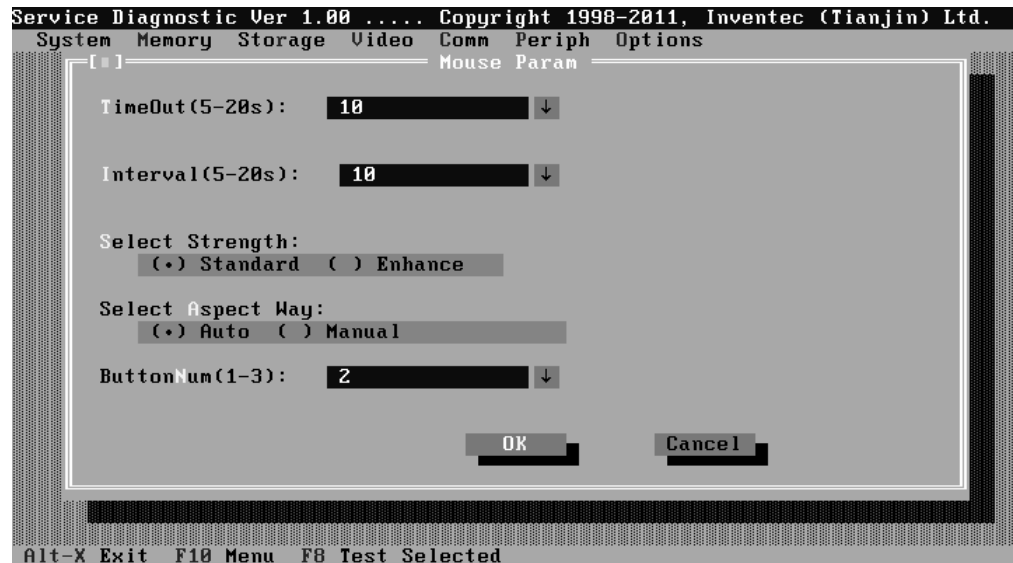 Service Diagnostic Ver 1.00 ..... Copyright 1998-2011, Inventec (Tianjin) Ltd.
System Memory Storage Video Comm Periph Options
[■] Mouse Param
TimeOut(5-20s): 10 ↓
Interval(5-20s): 10 ↓
Select Strength:
(•) Standard ( ) Enhance
Select Aspect Way:
(•) Auto ( ) Manual
ButtonNum(1-3): 2 ↓
OK Cancel
Alt-X Exit F10 Menu F8 Test Selected